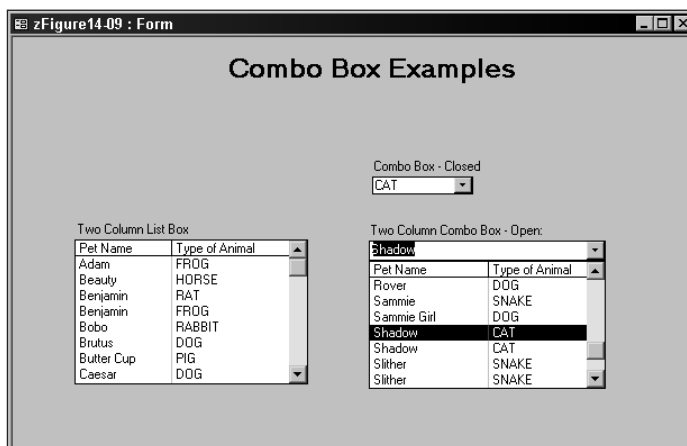 zFigure14-09 : Form
Combo Box Examples
Combo Box - Closed
CAT
Two Column List Box
Pet Name Type of Animal
Adam FROG
Beauty HORSE
Benjamin RAT
Benjamin FROG
Bobo RABBIT
Brutus DOG
Butter Cup PIG
Caesar DOG
Two Column Combo Box - Open:
Shadow
Pet Name Type of Animal
Rover DOG
Sammie SNAKE
Sammie Girl DOG
Shadow CAT
Shadow CAT
Slither SNAKE
Slither SNAKE